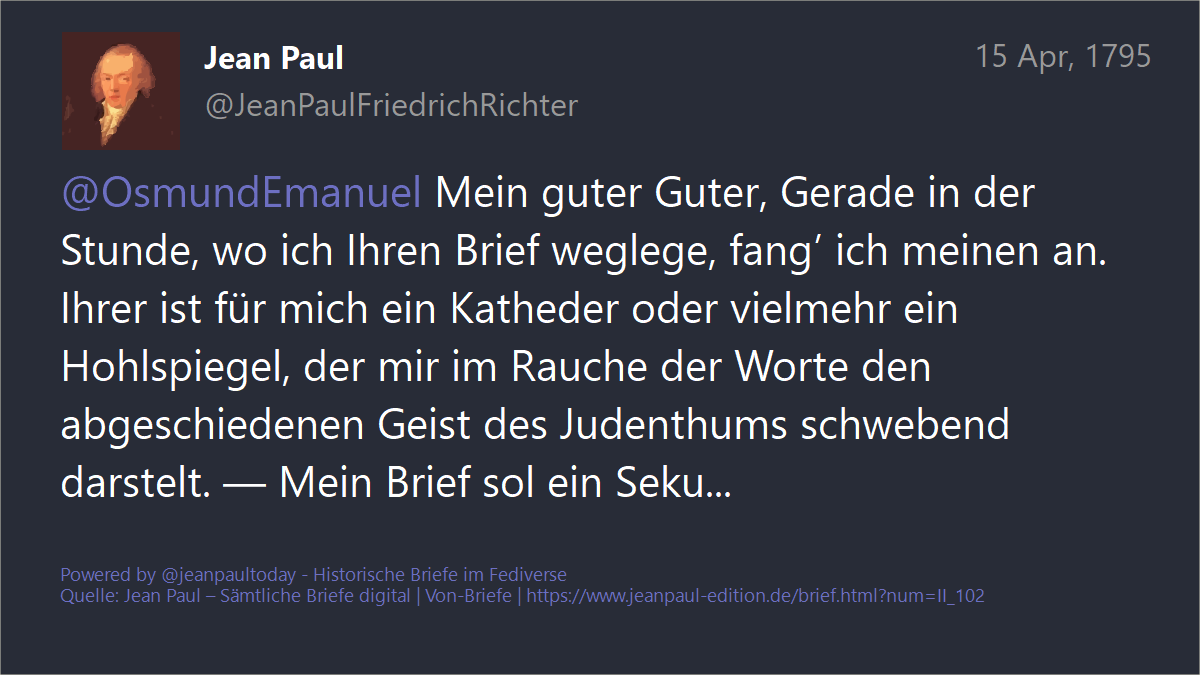 Jean Paul
15 Apr, 1795
@JeanPaulFriedrichRichter
@OsmundEmanuel Mein guter Guter, Gerade in der
Stunde, wo ich Ihren Brief weglege, fang’ ich meinen an.
Ihrer ist für mich ein Katheder oder vielmehr ein
Hohlspiegel, der mir im Rauche der Worte den
abgeschiedenen Geist des Judenthums schwebend
darstelt. — Mein Brief sol ein Seku...
Powered by @jeanpaultoday - Historische Briefe im Fediverse
Quelle: Jean Paul – Sämtliche Briefe digital | Von-Briefe | https://www.jeanpaul-edition.de/brief.html?num=II_102